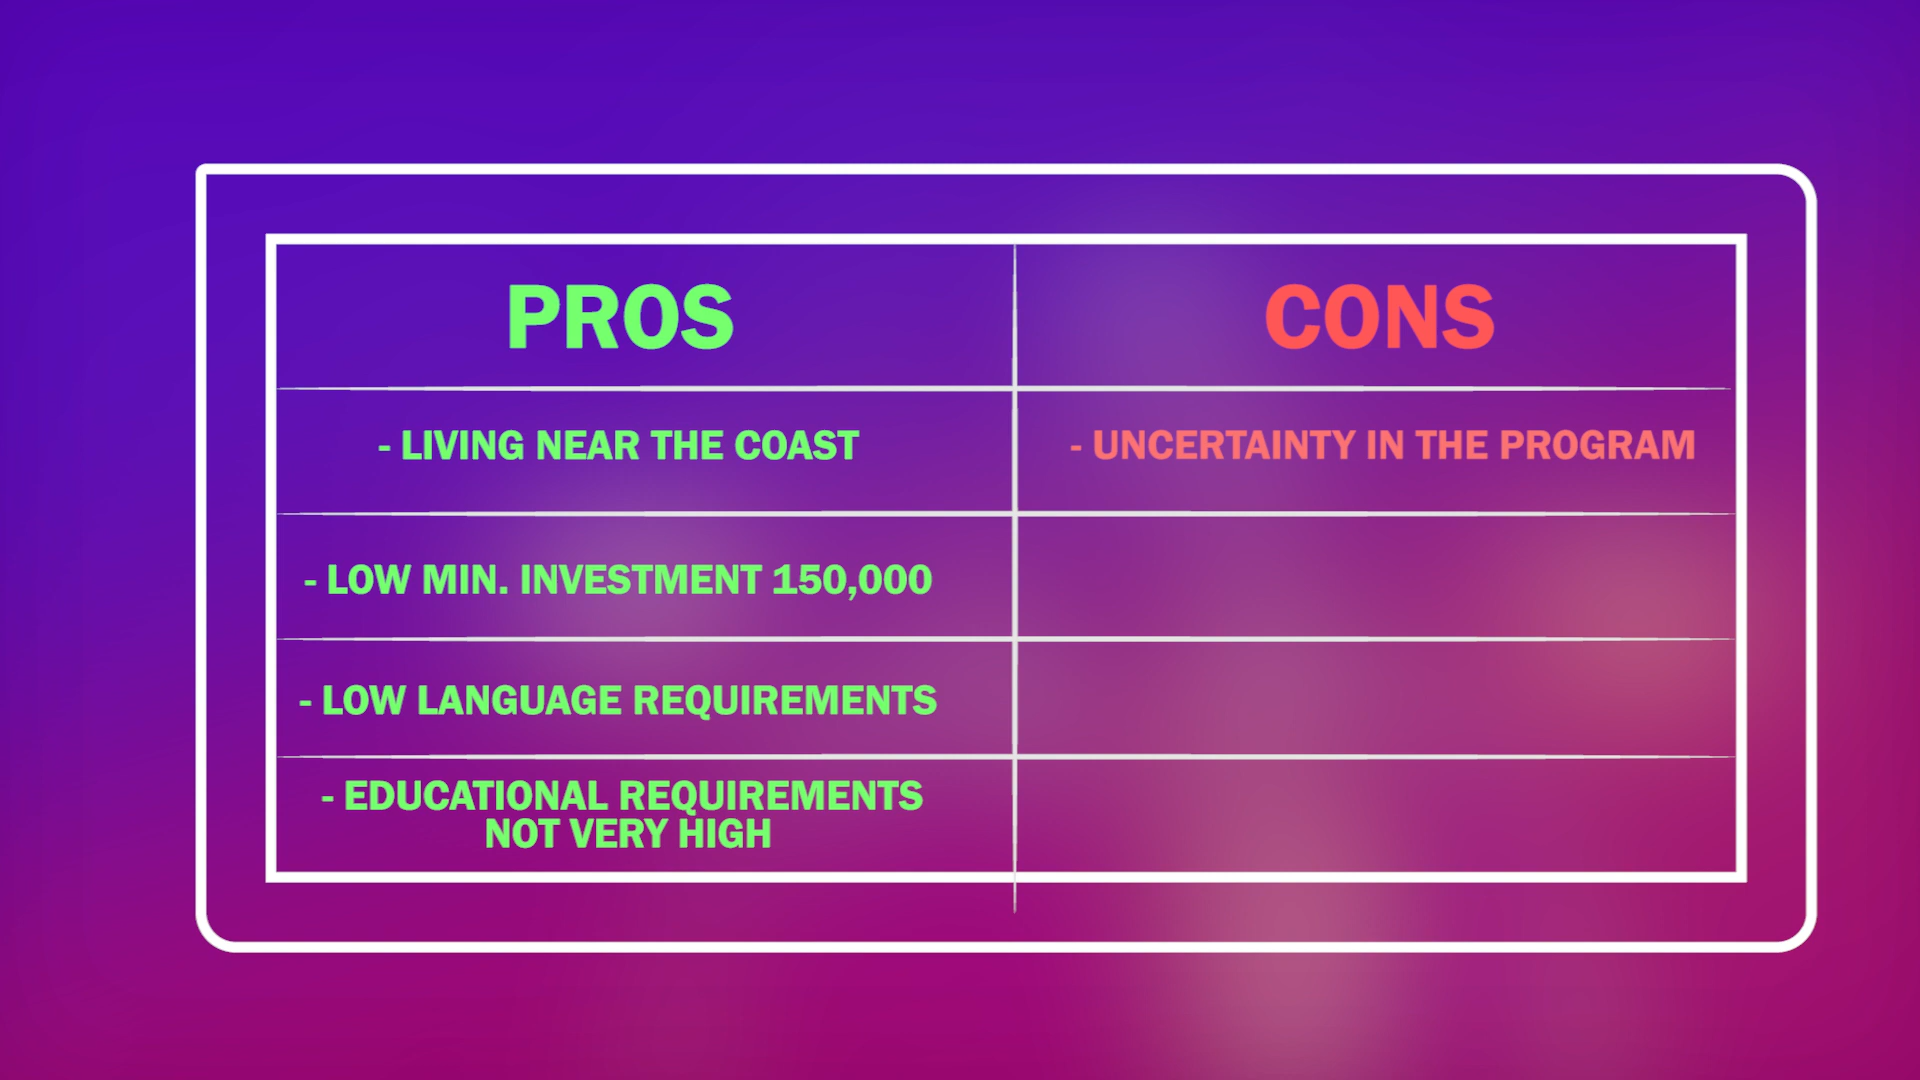 PROS
CONS
- LIVING NEAR THE COAST
- UNCERTAINTY IN THE PROGRAM
- LOW MIN. INVESTMENT 150,000
- LOW LANGUAGE REQUIREMENTS
- EDUCATIONAL REQUIREMENTS
NOT VERY HIGH